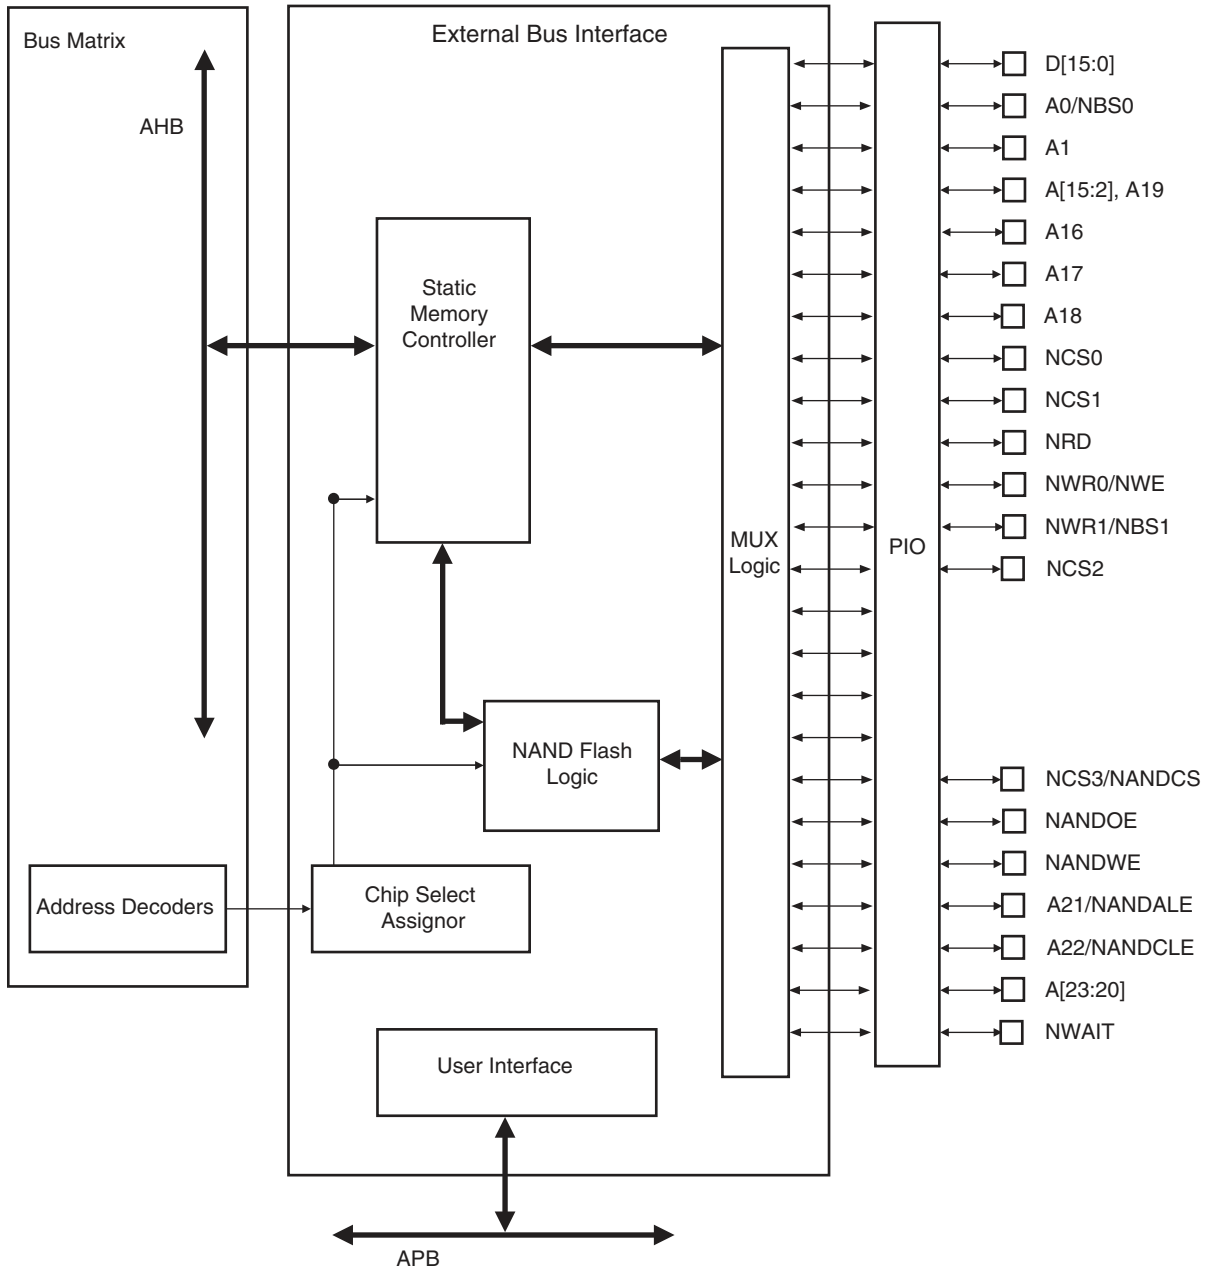 Bus Matrix
External Bus Interface
AHB
Static
Memory
Controller
NAND Flash
Logic
Address Decoders
Chip Select
Assignor
User Interface
APB
MUX
Logic
PIO
D[15:0]
A0/NBS0
A1
A[15:2], A19
A16
A17
A18
NCS0
NCS1
NRD
NWR0/NWE
NWR1/NBS1
NCS2
NCS3/NANDCS
NANDOE
NANDWE
A21/NANDALE
A22/NANDCLE
A[23:20]
NWAIT